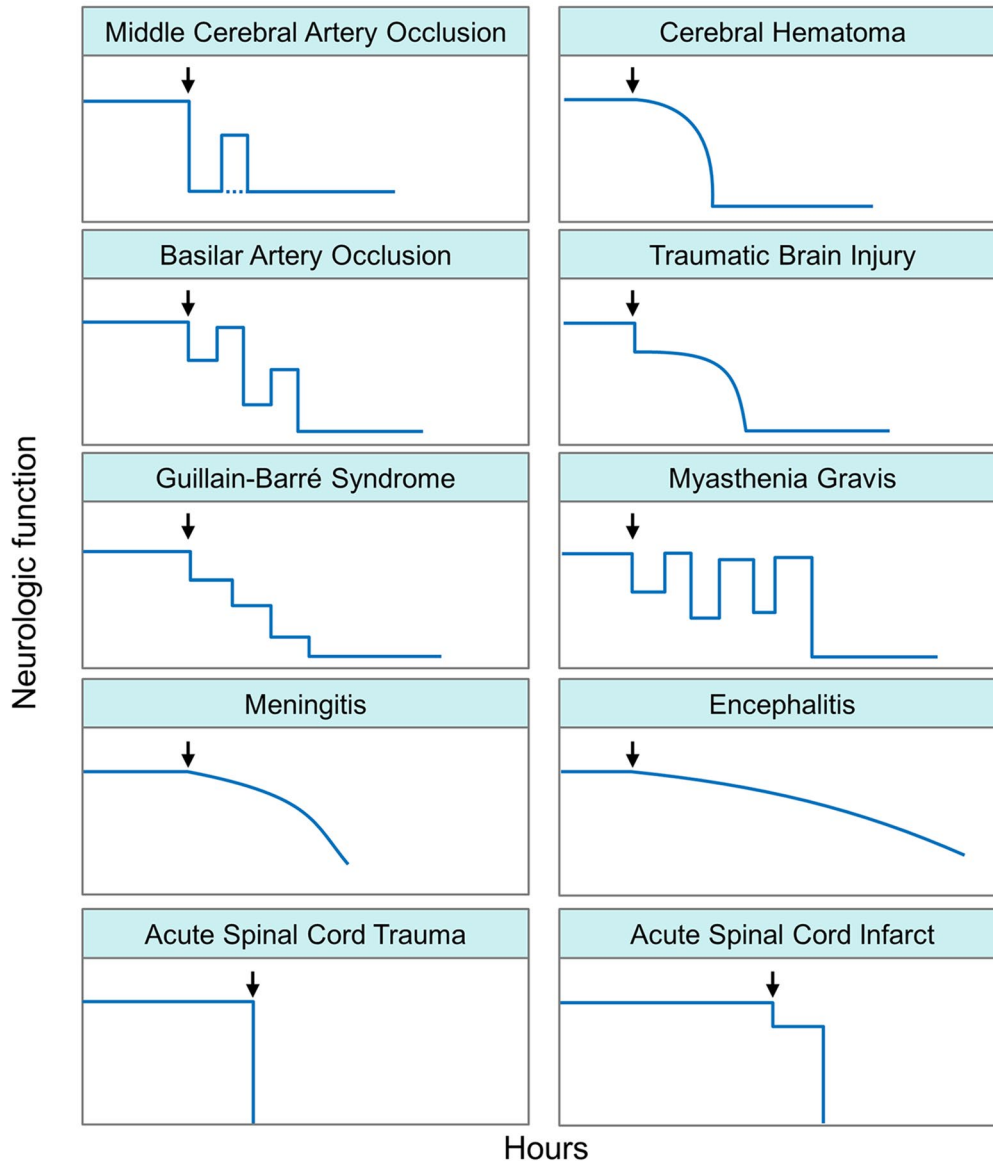 Middle Cerebral Artery Occlusion
Cerebral Hematoma
Basilar Artery Occlusion
Traumatic Brain Injury
Guillain-Barré Syndrome
Myasthenia Gravis
Meningitis
Encephalitis
Acute Spinal Cord Trauma
Acute Spinal Cord Infarct
Neurologic function
Hours